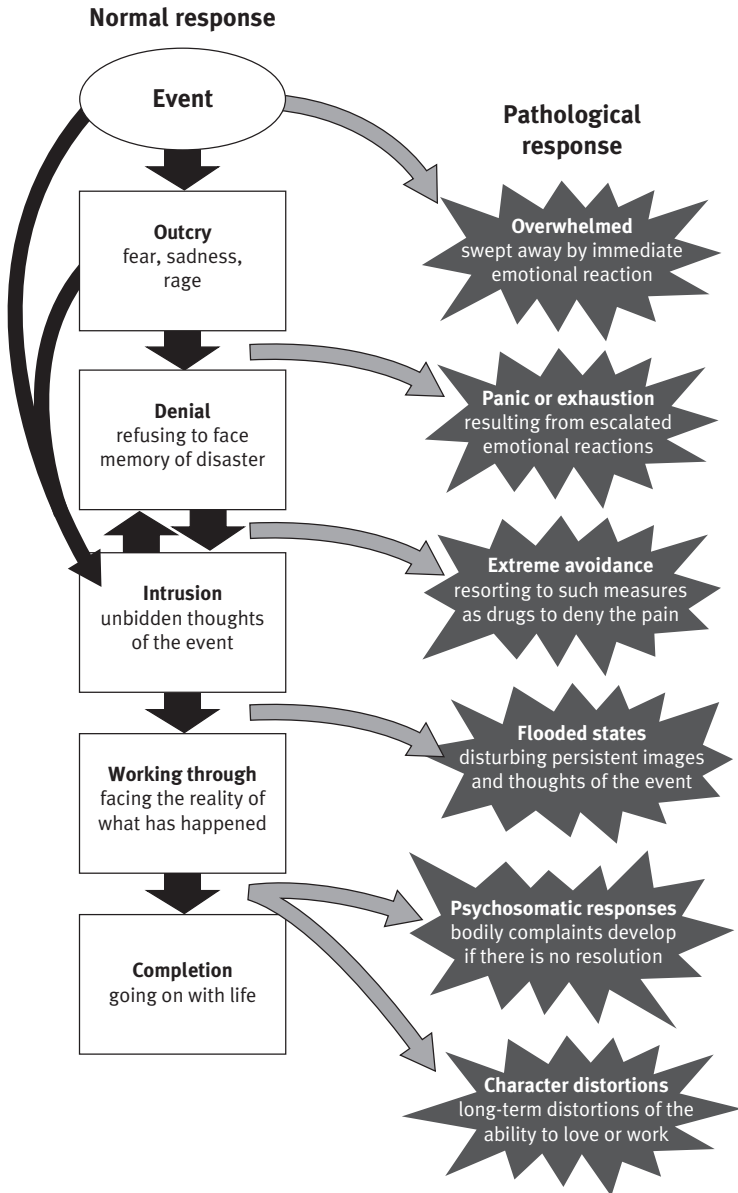 Normal response
Event
Outcry
fear, sadness,
rage
Denial
refusing to face
memory of disaster
Intrusion
unbidden thoughts
of the event
Working through
facing the reality of
what has happened
Completion
going on with life
Pathological
response
Overwhelmed
swept away by immediate
emotional reaction
Panic or exhaustion
resulting from escalated
emotional reactions
Extreme avoidance
resorting to such measures
as drugs to deny the pain
Flooded states
disturbing persistent images
and thoughts of the event
Psychosomatic responses
bodily complaints develop
if there is no resolution
Character distortions
long-term distortions of the
ability to love or work